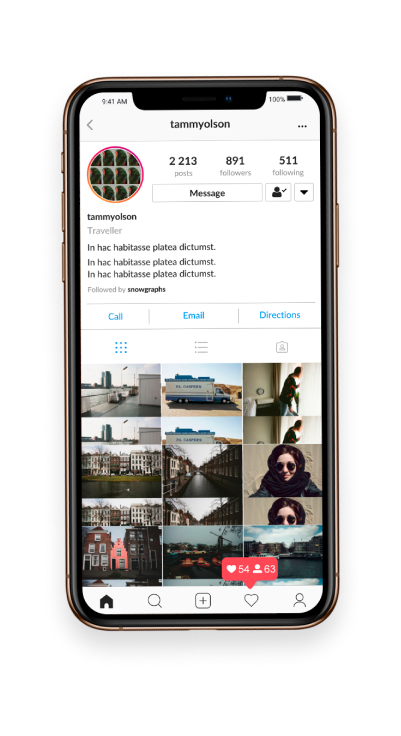 9:41 AM
100%
tammyolson
2 213
891
511
posts
followers
following
Message
tammyolson
Traveller
In hac habitasse platea dictumst.
In hac habitasse platea dictumst.
In hac habitasse platea dictumst.
Followed by snowgraphs
Call
Email
Directions
54
63